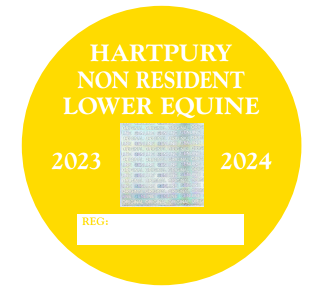 HARTPURY
NON RESIDENT
LOWER EQUINE
2023 2024
REG: